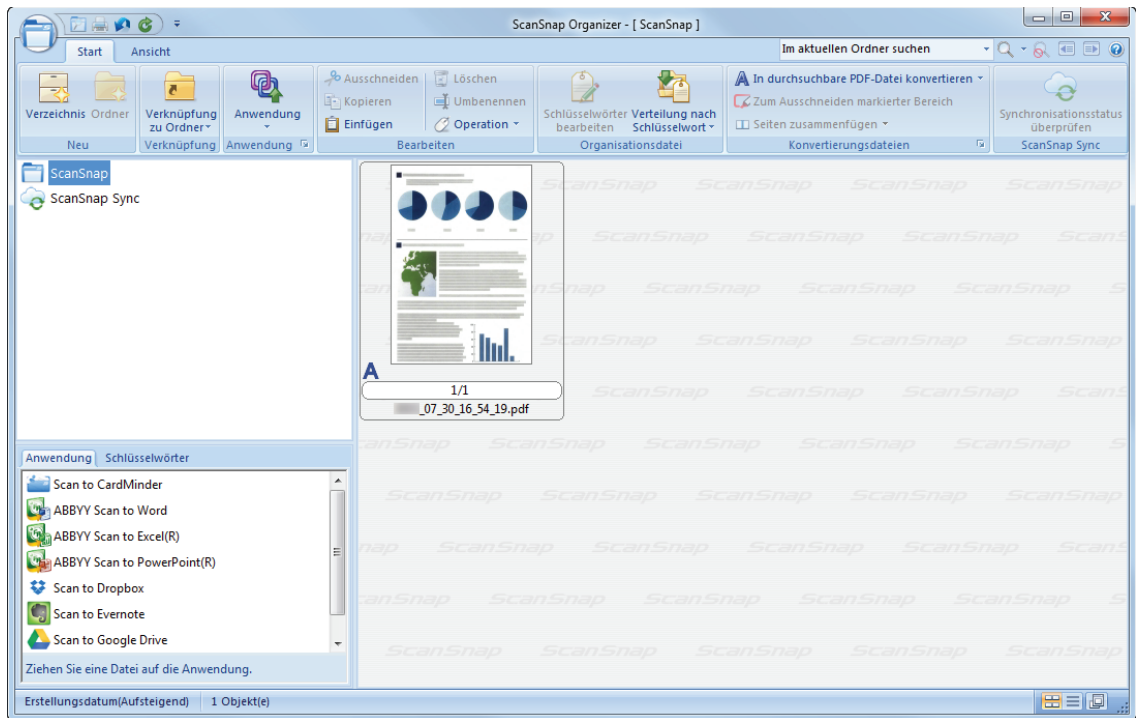 ScanSnap Organizer - [ ScanSnap ]
Start Ansicht
Im aktuellen Ordner suchen
Verzeichnis Ordner
Neu
Verknüpfung
zu Ordner
Verknüpfung
Anwendung
Anwendung
Ausschneiden
Kopieren
Einfügen
Löschen
Umbenennen
Operation
Bearbeiten
Schlüsselwörter
bearbeiten
Verteilung nach
Schlüsselwort
Organisationsdatei
In durchsuchbare PDF-Datei konvertieren
Zum Ausschneiden markierter Bereich
Seiten zusammenfügen
Konvertierungsdateien
Synchronisationsstatus
überprüfen
ScanSnap Sync
ScanSnap
ScanSnap Sync
A
1/1
_07_30_16_54_19.pdf
Anwendung Schlüsselwörter
Scan to CardMinder
ABBYY Scan to Word
ABBYY Scan to Excel(R)
ABBYY Scan to PowerPoint(R)
Scan to Dropbox
Scan to Evernote
Scan to Google Drive
Ziehen Sie eine Datei auf die Anwendung.
Erstellungsdatum(Aufsteigend) 1 Objekt(e)